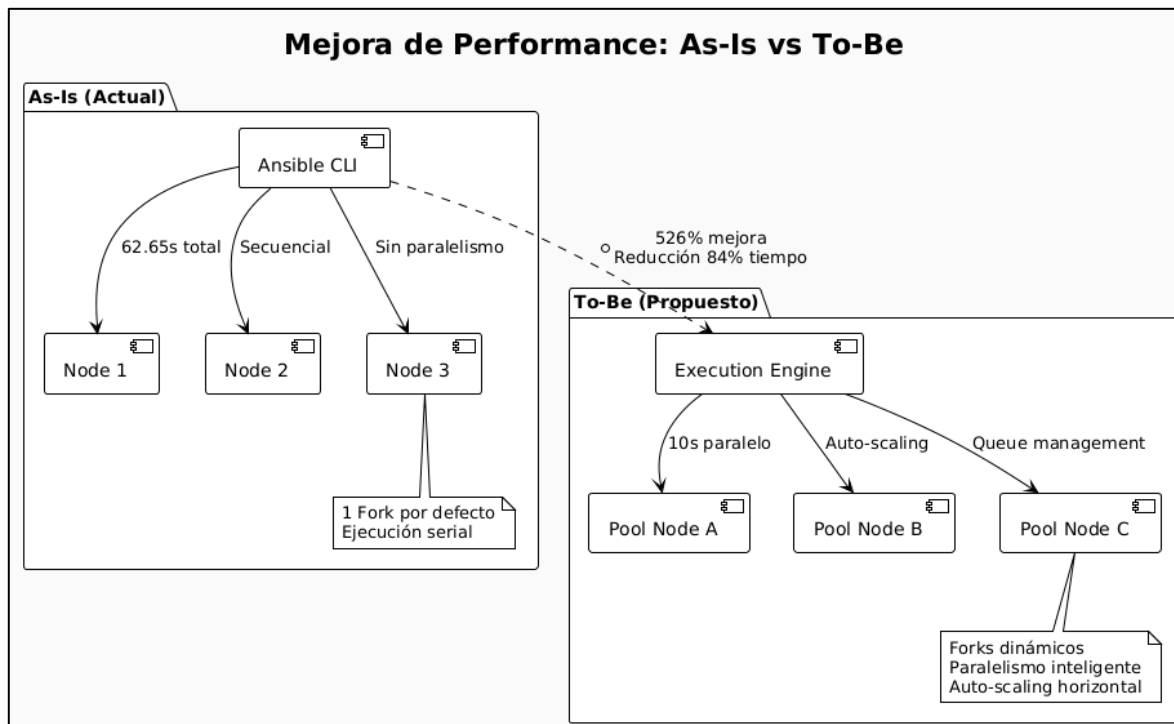 Mejora de Performance: As-Is vs To-Be
As-Is (Actual)
Ansible CLI
62.65s total
Secuencial
Sin paralelismo
526% mejora
Reducción 84% tiempo
Node 1
Node 2
Node 3
1 Fork por defecto
Ejecución serial
To-Be (Propuesto)
Execution Engine
10s paralelo
Auto-scaling
Queue management
Pool Node A
Pool Node B
Pool Node C
Forks dinámicos
Paralelismo inteligente
Auto-scaling horizontal